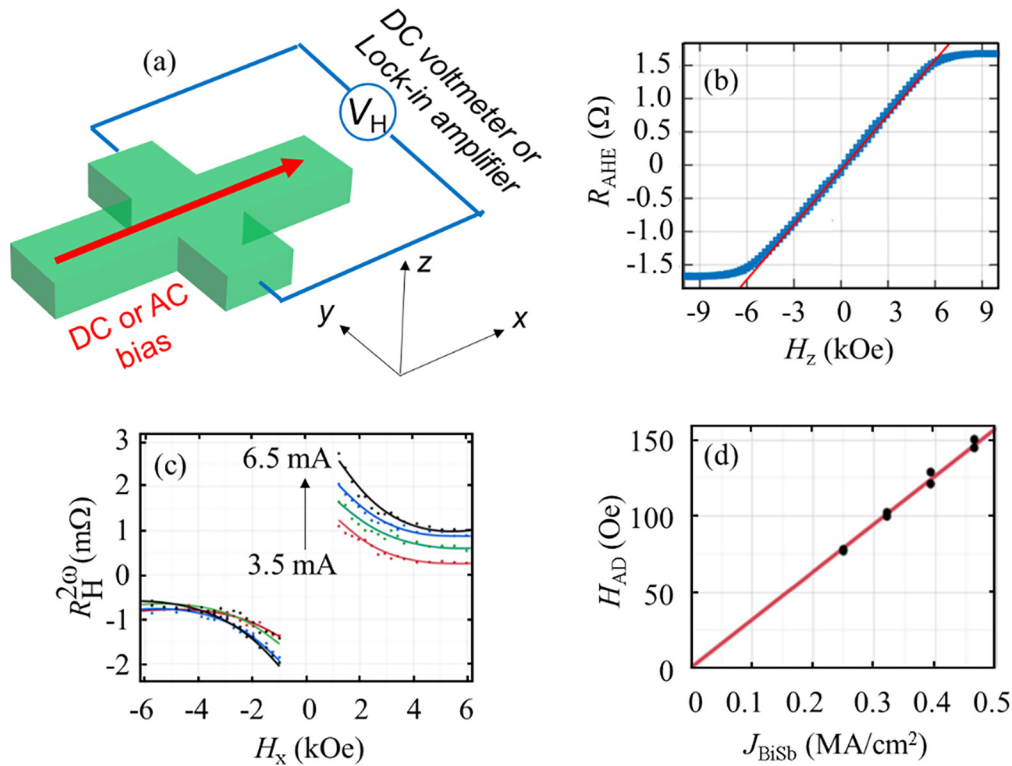 (a)
V_H
DC voltmeter or
Lock-in amplifier
DC or AC
bias
z
y
x
(b)
R_AHE (Ω)
1.5
1.0
0.5
0
-0.5
-1.0
-1.5
-9 -6 -3 0 3 6 9
H_z (kOe)
(c)
R_H^2ω (mΩ)
3
2
1
0
-1
-2
6.5 mA
3.5 mA
-6 -4 -2 0 2 4 6
H_x (kOe)
(d)
H_AD (Oe)
150
100
50
0
0 0.1 0.2 0.3 0.4 0.5
J_BiSb (MA/cm²)